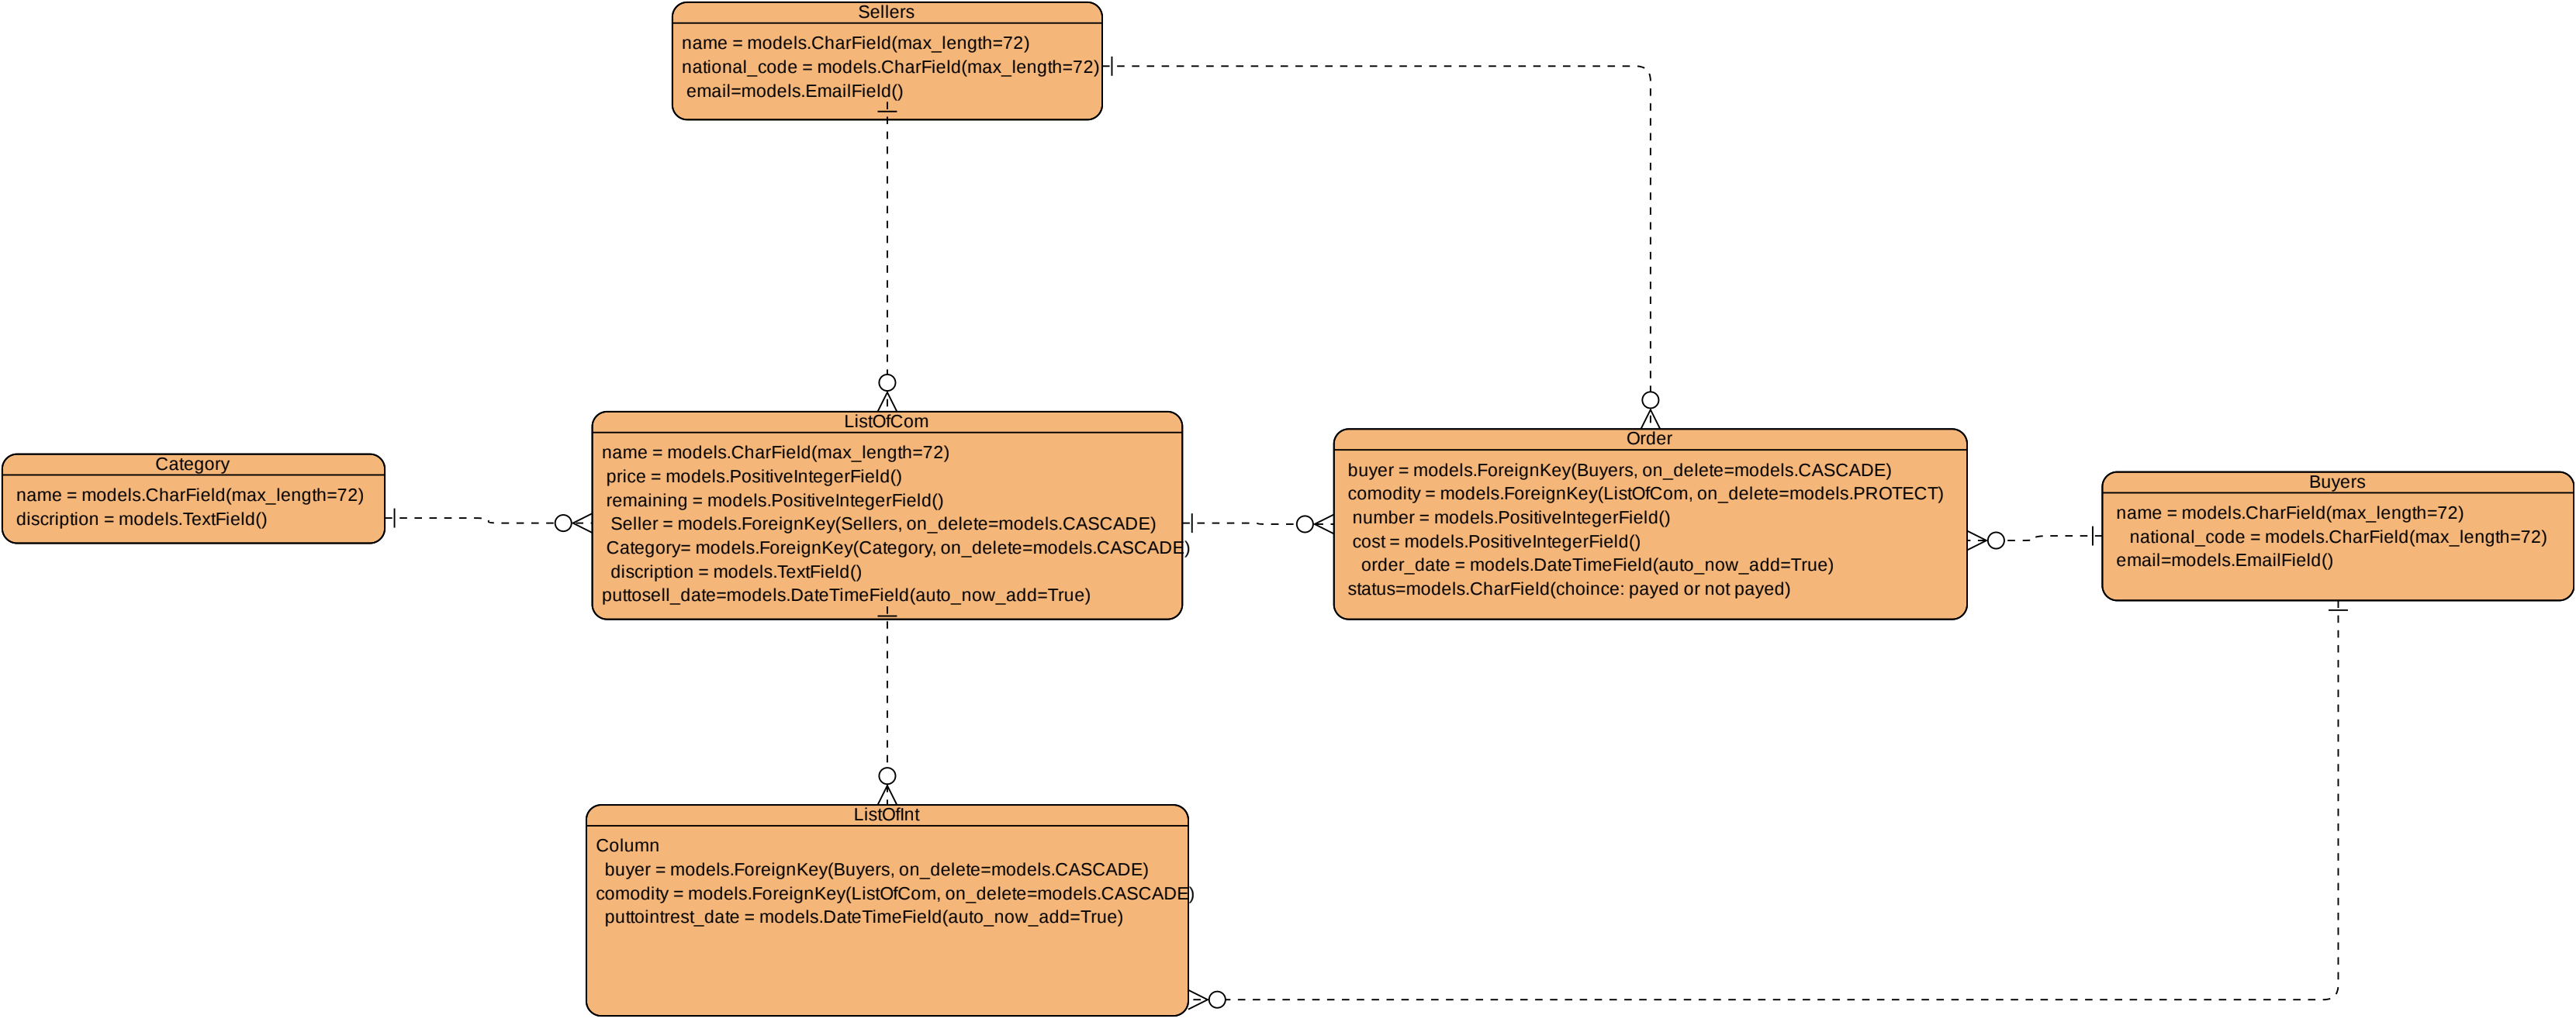 Sellers
name = models.CharField(max_length=72)
national_code = models.CharField(max_length=72)
email=models.EmailField()
ListOfCom
name = models.CharField(max_length=72)
price = models.PositiveIntegerField()
remaining = models.PositiveIntegerField()
Seller = models.ForeignKey(Sellers, on_delete=models.CASCADE)
Category= models.ForeignKey(Category, on_delete=models.CASCADE)
discription = models.TextField()
puttosell_date=models.DateTimeField(auto_now_add=True)
Category
name = models.CharField(max_length=72)
discription = models.TextField()
Order
buyer = models.ForeignKey(Buyers, on_delete=models.CASCADE)
comodity = models.ForeignKey(ListOfCom, on_delete=models.PROTECT)
number = models.PositiveIntegerField()
cost = models.PositiveIntegerField()
order_date = models.DateTimeField(auto_now_add=True)
status=models.CharField(choince: payed or not payed)
Buyers
name = models.CharField(max_length=72)
national_code = models.CharField(max_length=72)
email=models.EmailField()
ListOfInt
Column
buyer = models.ForeignKey(Buyers, on_delete=models.CASCADE)
comodity = models.ForeignKey(ListOfCom, on_delete=models.CASCADE)
puttointrest_date = models.DateTimeField(auto_now_add=True)